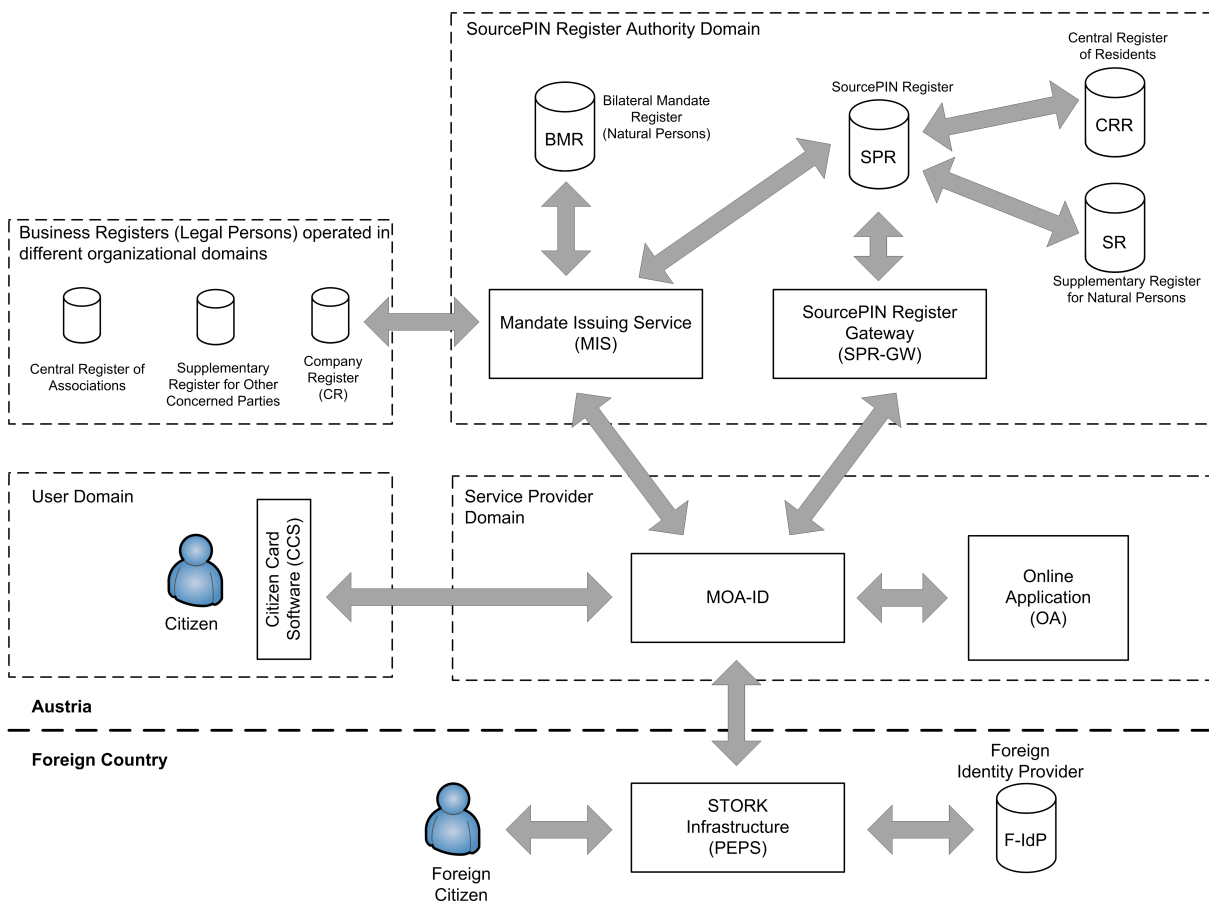 SourcePIN Register Authority Domain
Central Register
of Residents
CRR
SourcePIN Register
SPR
BMR
Bilateral Mandate
Register
(Natural Persons)
SR
Supplementary Register
for Natural Persons
Business Registers (Legal Persons) operated in
different organizational domains
Central Register of
Associations
Supplementary
Register for Other
Concerned Parties
Company
Register
(CR)
Mandate Issuing Service
(MIS)
SourcePIN Register
Gateway
(SPR-GW)
User Domain
Citizen
Citizen Card
Software (CCS)
Service Provider
Domain
MOA-ID
Online
Application
(OA)
Austria
Foreign Country
Foreign
Citizen
STORK
Infrastructure
(PEPS)
Foreign
Identity Provider
F-IdP